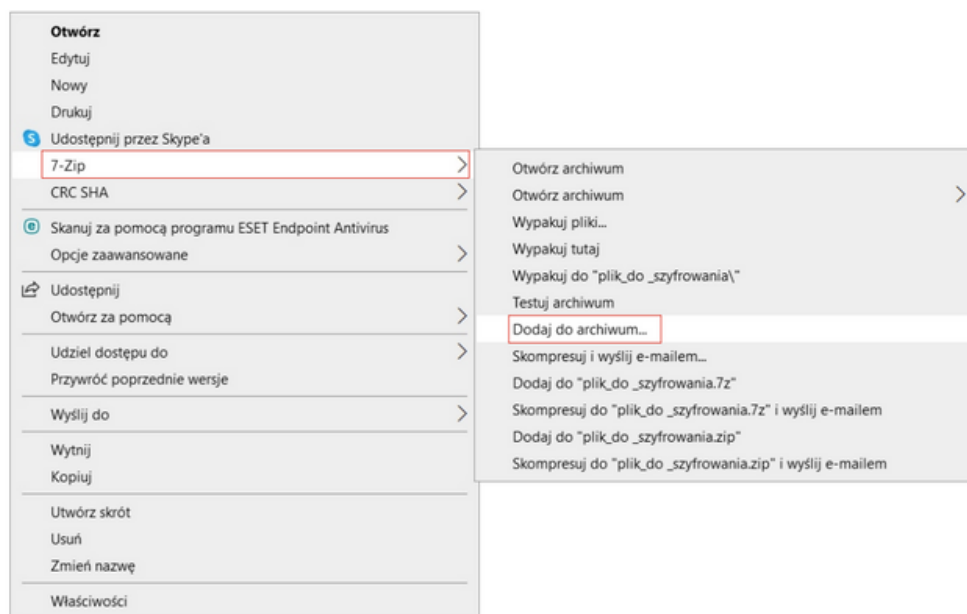 Otwórz
Edytuj
Nowy
Drukuj
Udostępnij przez Skype'a
7-Zip
CRC SHA
Skanuj za pomocą programu ESET Endpoint Antivirus
Opcje zaawansowane
Udostępnij
Otwórz za pomocą
Udziel dostępu do
Przywróć poprzednie wersje
Wyślij do
Wytnij
Kopiuj
Utwórz skrót
Usuń
Zmień nazwę
Właściwości
Otwórz archiwum
Otwórz archiwum
Wypakuj pliki...
Wypakuj tutaj
Wypakuj do "plik_do _szyfrowania\"
Testuj archiwum
Dodaj do archiwum...
Skompresuj i wyślij e-mailem...
Dodaj do "plik_do _szyfrowania.7z"
Skompresuj do "plik_do _szyfrowania.7z" i wyślij e-mailem
Dodaj do "plik_do _szyfrowania.zip"
Skompresuj do "plik_do _szyfrowania.zip" i wyślij e-mailem